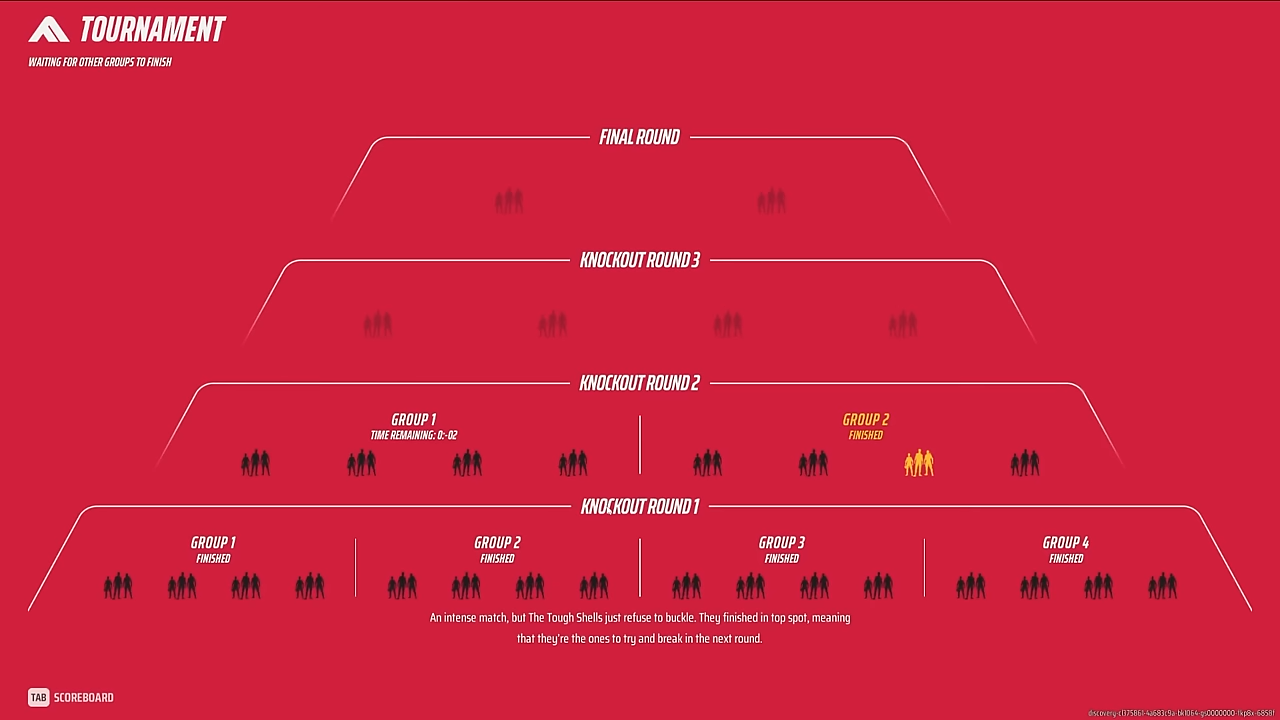 TOURNAMENT
WAITING FOR OTHER GROUPS TO FINISH
FINAL ROUND
KNOCKOUT ROUND 3
KNOCKOUT ROUND 2
GROUP 1
TIME REMAINING: 0:-02
GROUP 2
FINISHED
KNOCKOUT ROUND 1
GROUP 1
FINISHED
GROUP 2
FINISHED
GROUP 3
FINISHED
GROUP 4
FINISHED
An intense match, but The Tough Shells just refuse to buckle. They finished in top spot, meaning
that they're the ones to try and break in the next round.
TAB SCOREBOARD